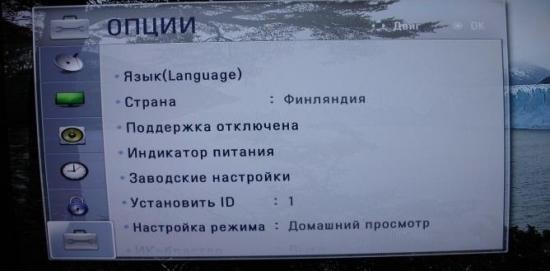 ОПЦИИ
Двиг. OK
Язык(Language)
Страна : Финляндия
Поддержка отключена
Индикатор питания
Заводские настройки
Установить ID : 1
Настройка режима : Домашний просмотр